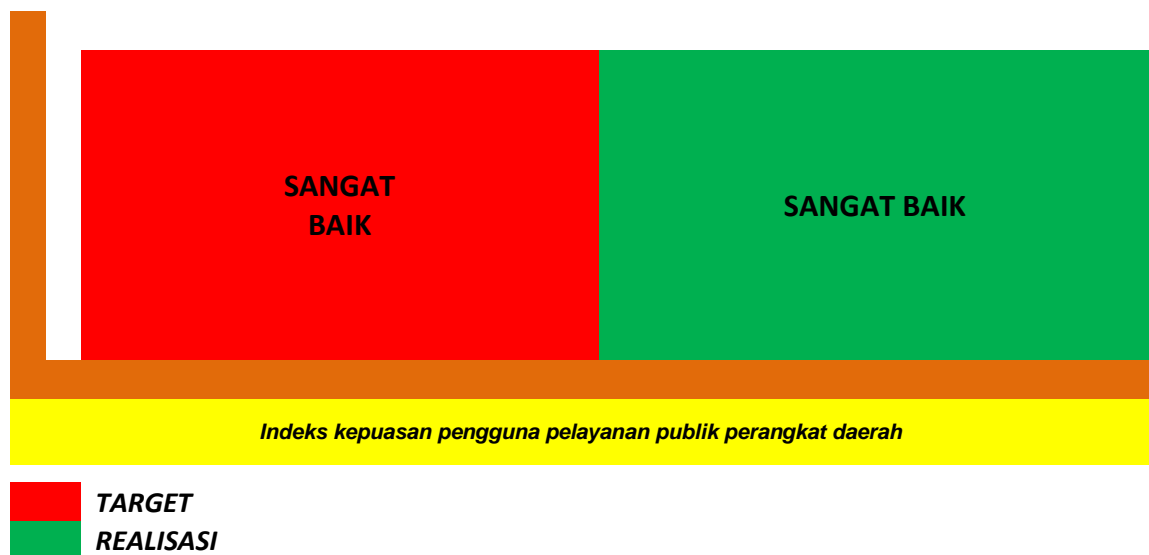 SANGAT
BAIK
SANGAT BAIK
Indeks kepuasan pengguna pelayanan publik perangkat daerah
TARGET
REALISASI